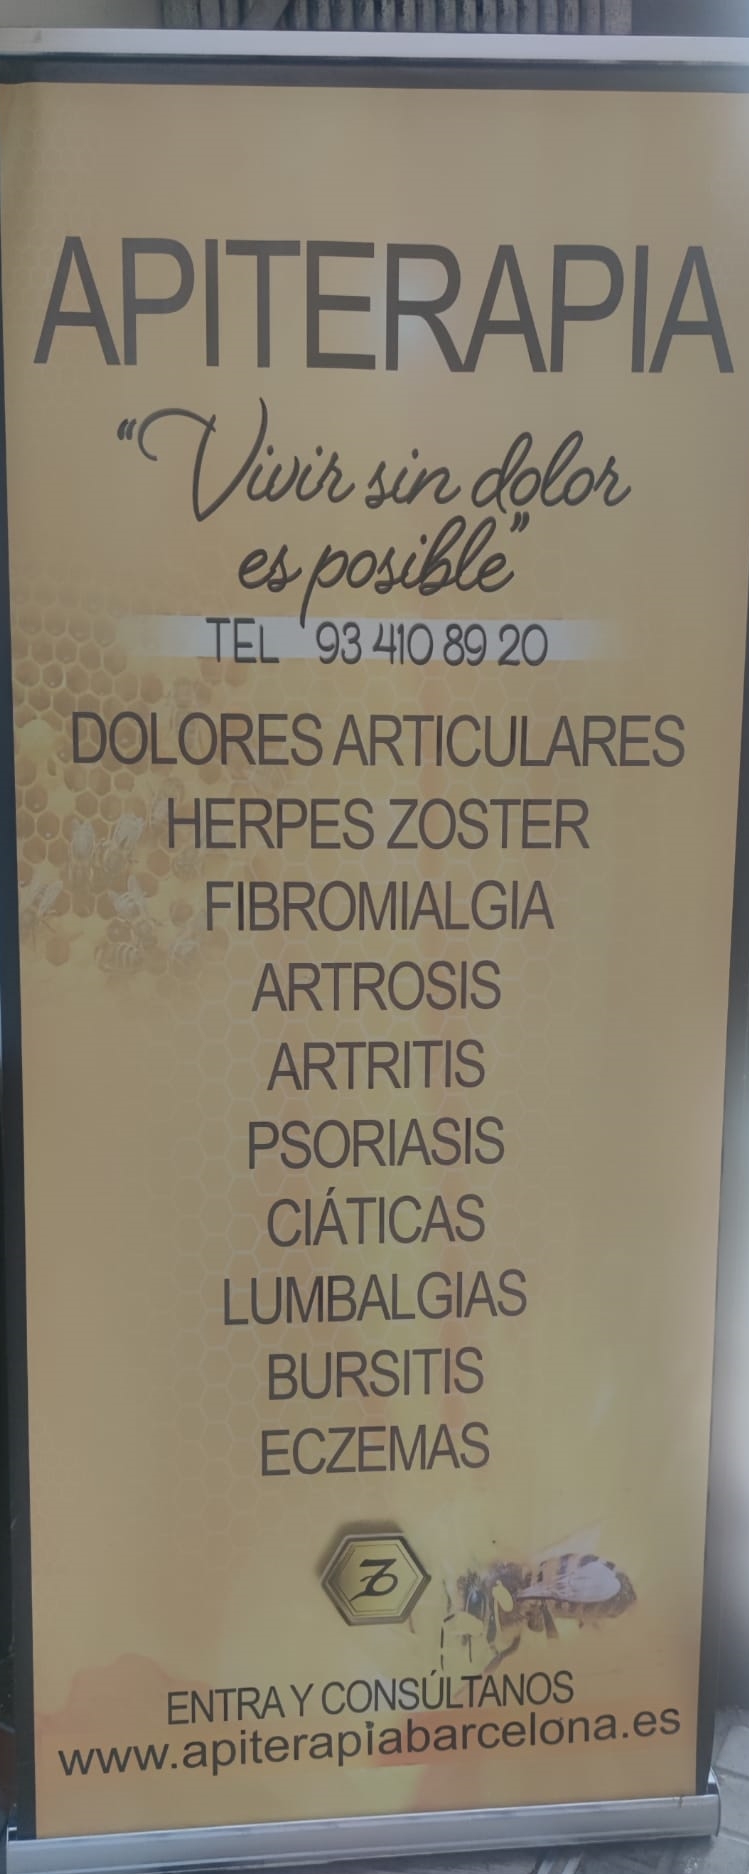 APITERAPIA
"Vivir sin dolor
es posible"
TEL 93 410 89 20
DOLORES ARTICULARES
HERPES ZOSTER
FIBROMIALGIA
ARTROSIS
ARTRITIS
PSORIASIS
CIÁTICAS
LUMBALGIAS
BURSITIS
ECZEMAS
ENTRA Y CONSÚLTANOS
www.apiterapiabarcelona.es